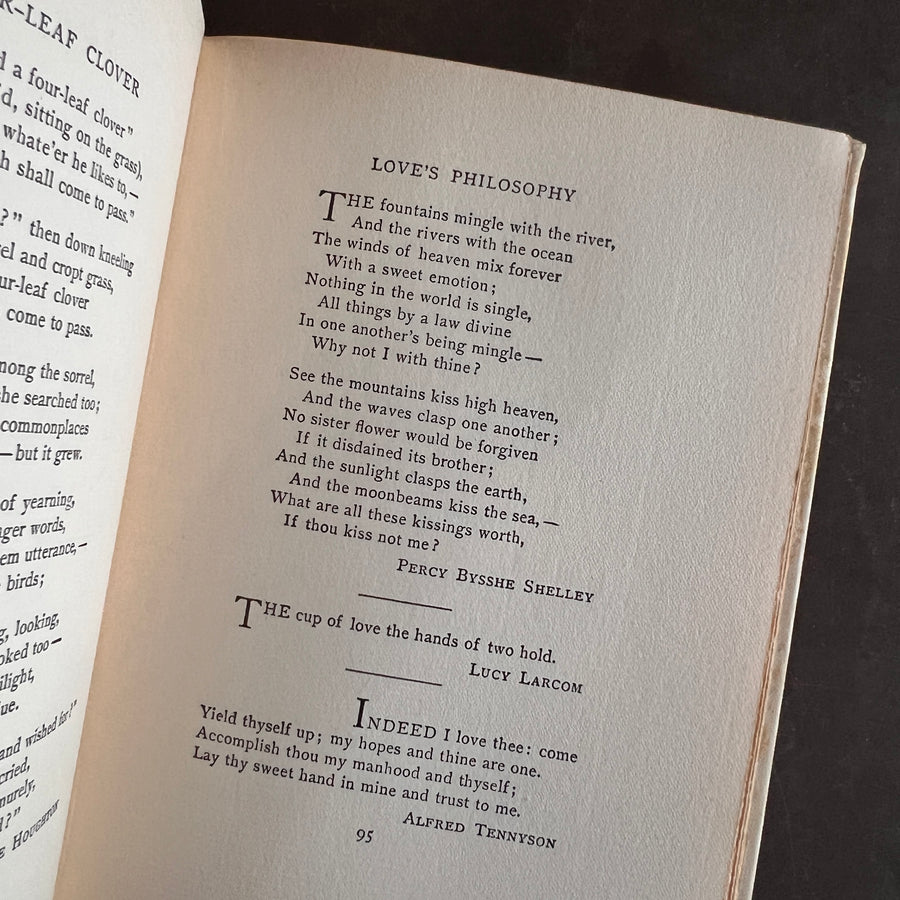 R-LEAF CLOVER
a four-leaf clover"
'd, sitting on the grass),
whate'er he likes to,—
h shall come to pass."
?" then down kneeling
el and cropt grass,
ur-leaf clover
come to pass.
mong the sorrel,
he searched too;
commonplaces
—but it grew.
of yearning,
nger words,
em utterance,—
birds;
g, looking,
oked too—
ilight,
ue.
and wished for?"
cried,
murely,
d?"
E HOUGHTON
LOVE'S PHILOSOPHY
THE fountains mingle with the river,
And the rivers with the ocean
The winds of heaven mix forever
With a sweet emotion;
Nothing in the world is single,
All things by a law divine
In one another's being mingle—
Why not I with thine?
See the mountains kiss high heaven,
And the waves clasp one another;
No sister flower would be forgiven
If it disdained its brother;
And the sunlight clasps the earth,
And the moonbeams kiss the sea,—
What are all these kissings worth,
If thou kiss not me?
PERCY BYSSHE SHELLEY
THE cup of love the hands of two hold.
LUCY LARCOM
INDEED I love thee: come
Yield thyself up; my hopes and thine are one.
Accomplish thou my manhood and thyself;
Lay thy sweet hand in mine and trust to me.
ALFRED TENNYSON
95